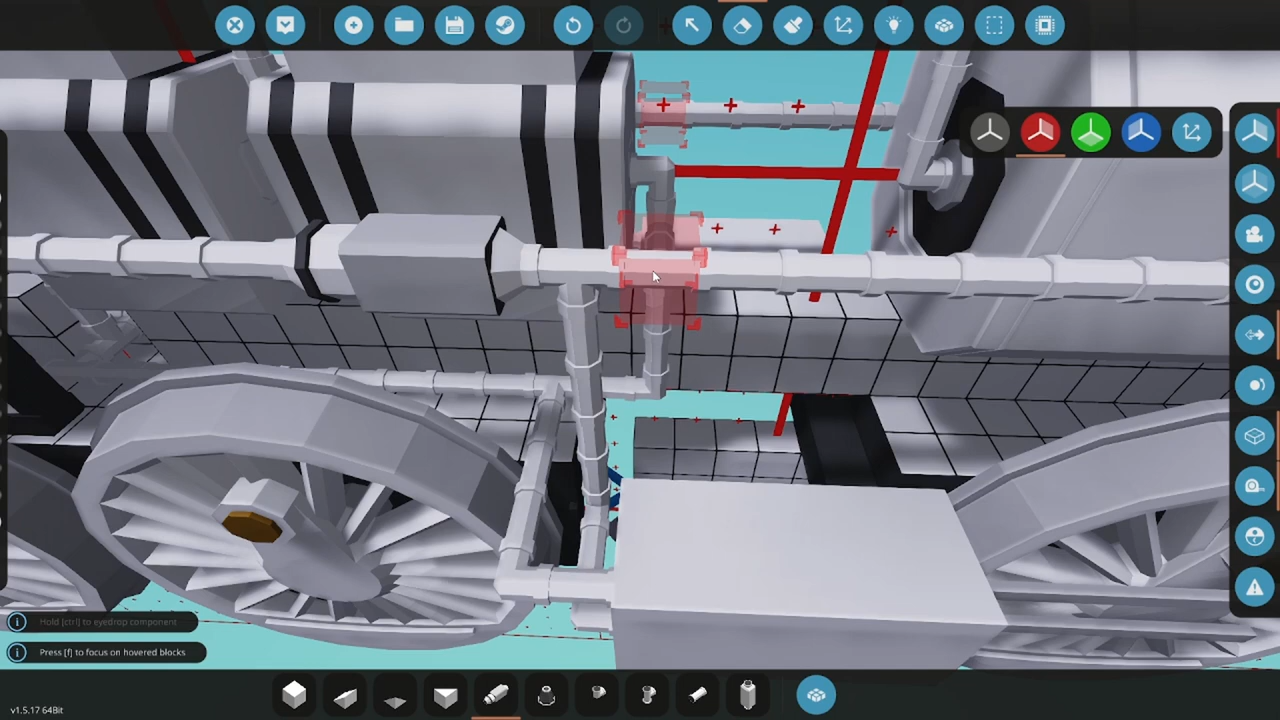 Hold [ctrl] to eyedrop component
Press [f] to focus on hovered blocks
v1.5.17 64Bit